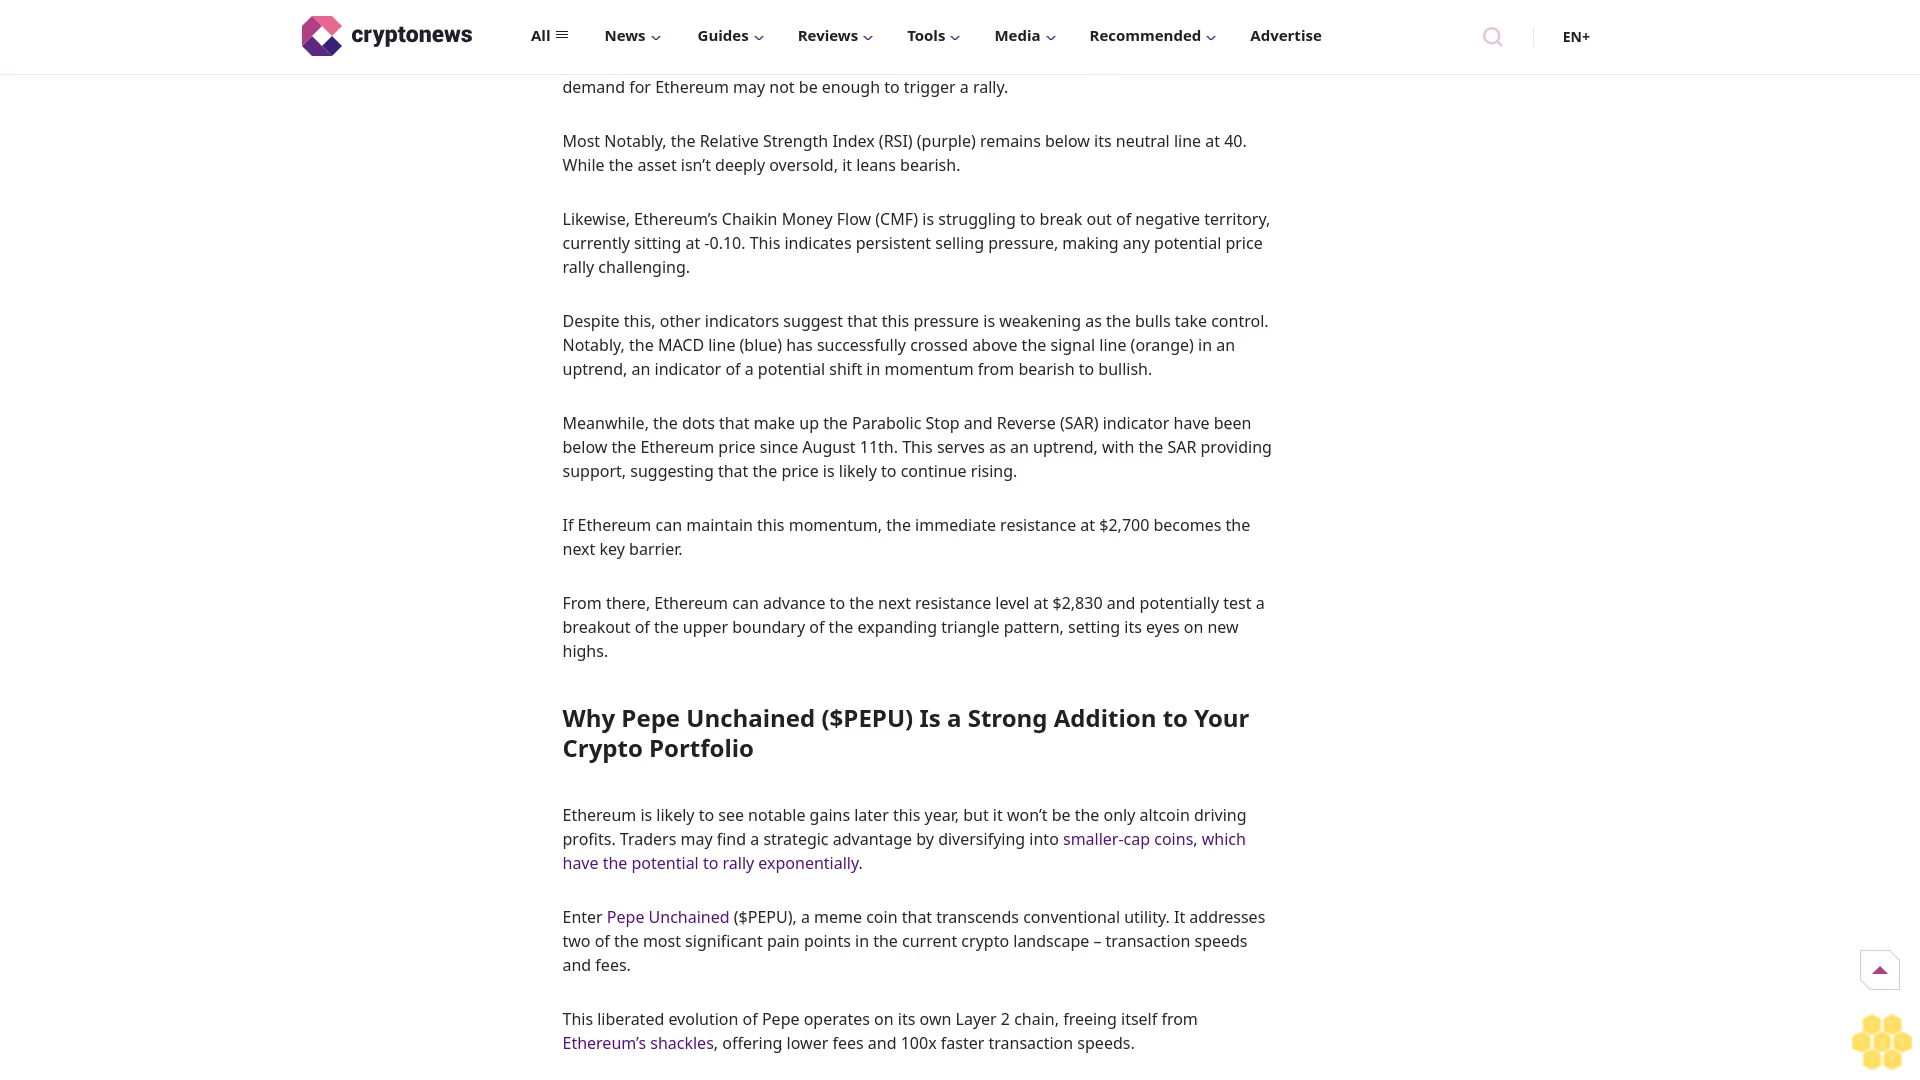 cryptonews
All
News
Guides
Reviews
Tools
Media
Recommended
Advertise
EN+
demand for Ethereum may not be enough to trigger a rally.
Most Notably, the Relative Strength Index (RSI) (purple) remains below its neutral line at 40.
While the asset isn’t deeply oversold, it leans bearish.
Likewise, Ethereum’s Chaikin Money Flow (CMF) is struggling to break out of negative territory,
currently sitting at -0.10. This indicates persistent selling pressure, making any potential price
rally challenging.
Despite this, other indicators suggest that this pressure is weakening as the bulls take control.
Notably, the MACD line (blue) has successfully crossed above the signal line (orange) in an
uptrend, an indicator of a potential shift in momentum from bearish to bullish.
Meanwhile, the dots that make up the Parabolic Stop and Reverse (SAR) indicator have been
below the Ethereum price since August 11th. This serves as an uptrend, with the SAR providing
support, suggesting that the price is likely to continue rising.
If Ethereum can maintain this momentum, the immediate resistance at $2,700 becomes the
next key barrier.
From there, Ethereum can advance to the next resistance level at $2,830 and potentially test a
breakout of the upper boundary of the expanding triangle pattern, setting its eyes on new
highs.
Why Pepe Unchained ($PEPU) Is a Strong Addition to Your
Crypto Portfolio
Ethereum is likely to see notable gains later this year, but it won’t be the only altcoin driving
profits. Traders may find a strategic advantage by diversifying into smaller-cap coins, which
have the potential to rally exponentially.
Enter Pepe Unchained ($PEPU), a meme coin that transcends conventional utility. It addresses
two of the most significant pain points in the current crypto landscape – transaction speeds
and fees.
This liberated evolution of Pepe operates on its own Layer 2 chain, freeing itself from
Ethereum’s shackles, offering lower fees and 100x faster transaction speeds.